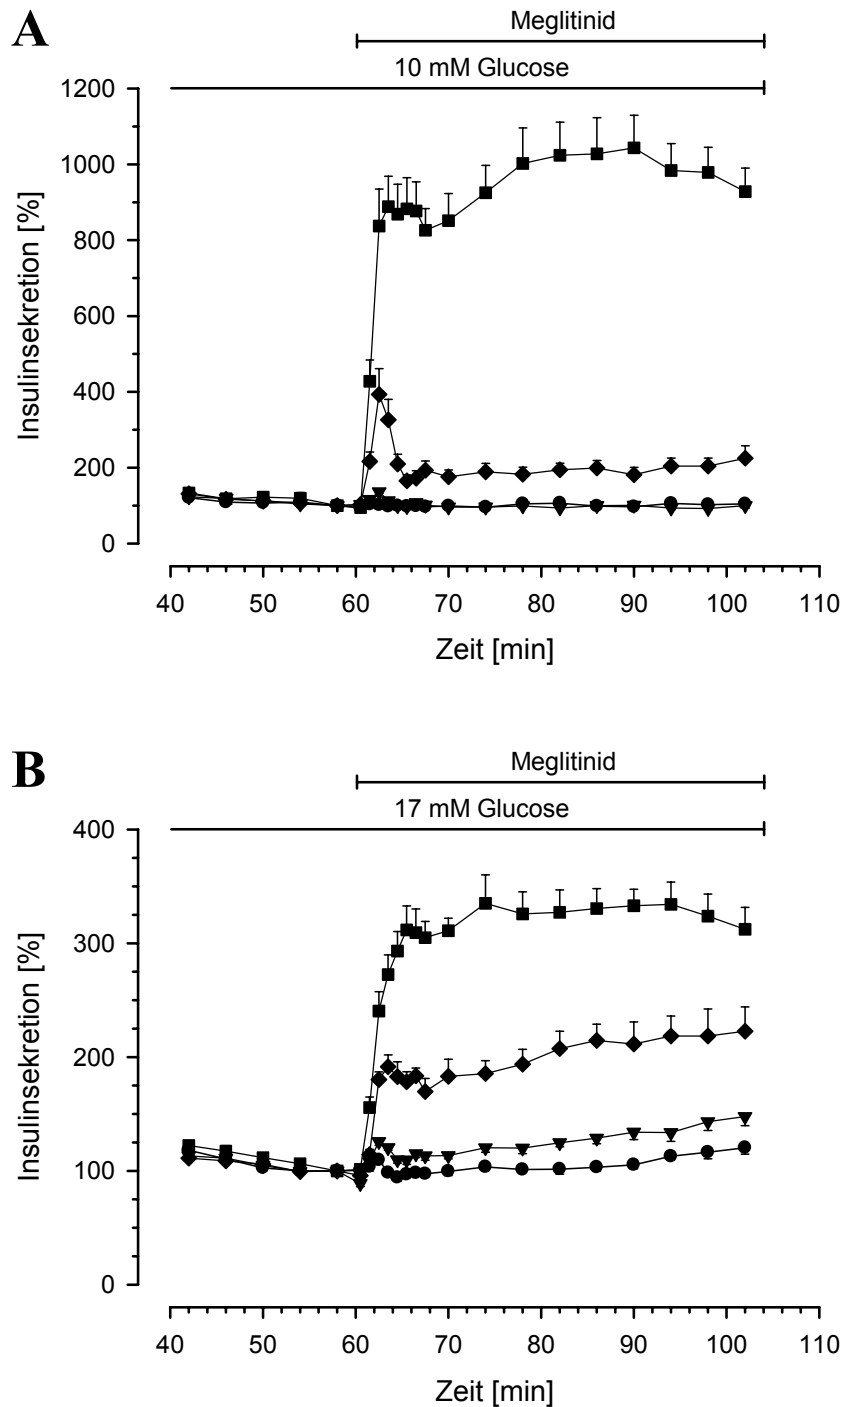 A
Meglitinid
10 mM Glucose
1200
1000
800
600
400
200
0
Insulinsekretion [%]
40 50 60 70 80 90 100 110
Zeit [min]
B
Meglitinid
17 mM Glucose
400
300
200
100
0
Insulinsekretion [%]
40 50 60 70 80 90 100 110
Zeit [min]